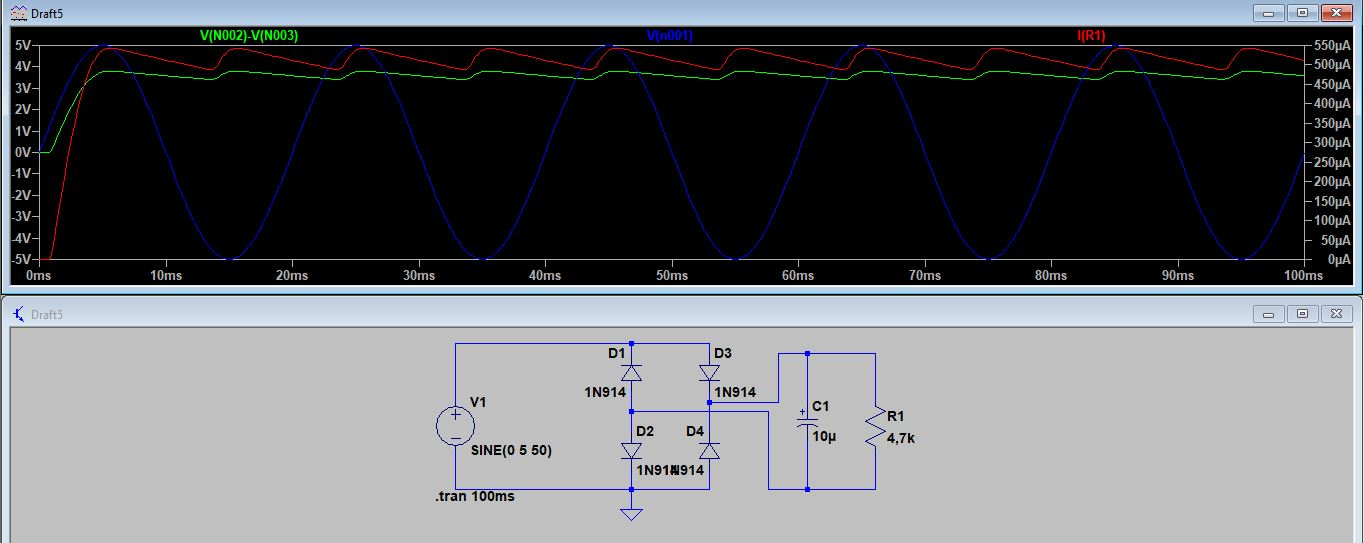 Draft5
V(N002)-V(N003) V(n001) I(R1)
5V 550µA
4V 500µA
3V 450µA
2V 400µA
1V 350µA
0V 300µA
-1V 250µA
-2V 200µA
-3V 150µA
-4V 100µA
50µA
-5V 0µA
0ms 10ms 20ms 30ms 40ms 50ms 60ms 70ms 80ms 90ms 100ms
Draft5
D1 D3
1N914 1N914
V1 C1
10µ
R1
4,7k
D2 D4
SINE(0 5 50)
1N914 1N914
.tran 100ms